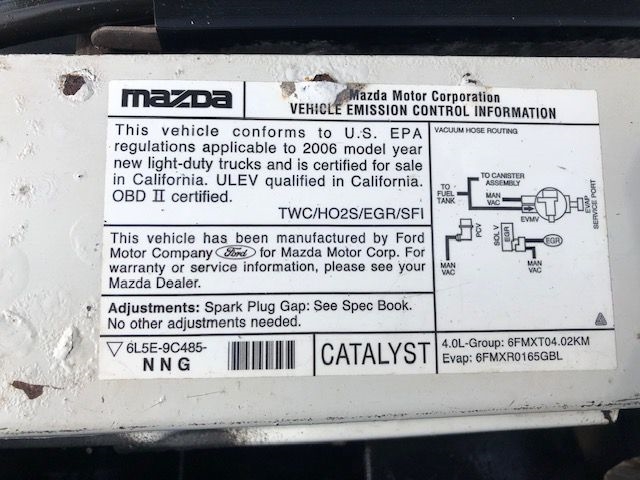 mazda
Mazda Motor Corporation
VEHICLE EMISSION CONTROL INFORMATION
This vehicle conforms to U.S. EPA
regulations applicable to 2006 model year
new light-duty trucks and is certified for sale
in California. ULEV qualified in California.
OBD II certified.
TWC/HO2S/EGR/SFI
This vehicle has been manufactured by Ford
Motor Company Ford for Mazda Motor Corp. For
warranty or service information, please see your
Mazda Dealer.
Adjustments: Spark Plug Gap: See Spec Book.
No other adjustments needed.
6L5E-9C485-
NNG
CATALYST
VACUUM HOSE ROUTING
TO CANISTER
ASSEMBLY
TO
FUEL
TANK
MAN
VAC
EVMV
EVAP
SERVICE PORT
PCV
SOL V
EGR
EGR
MAN
VAC
MAN
VAC
4.0L-Group: 6FMXT04.02KM
Evap: 6FMXR0165GBL